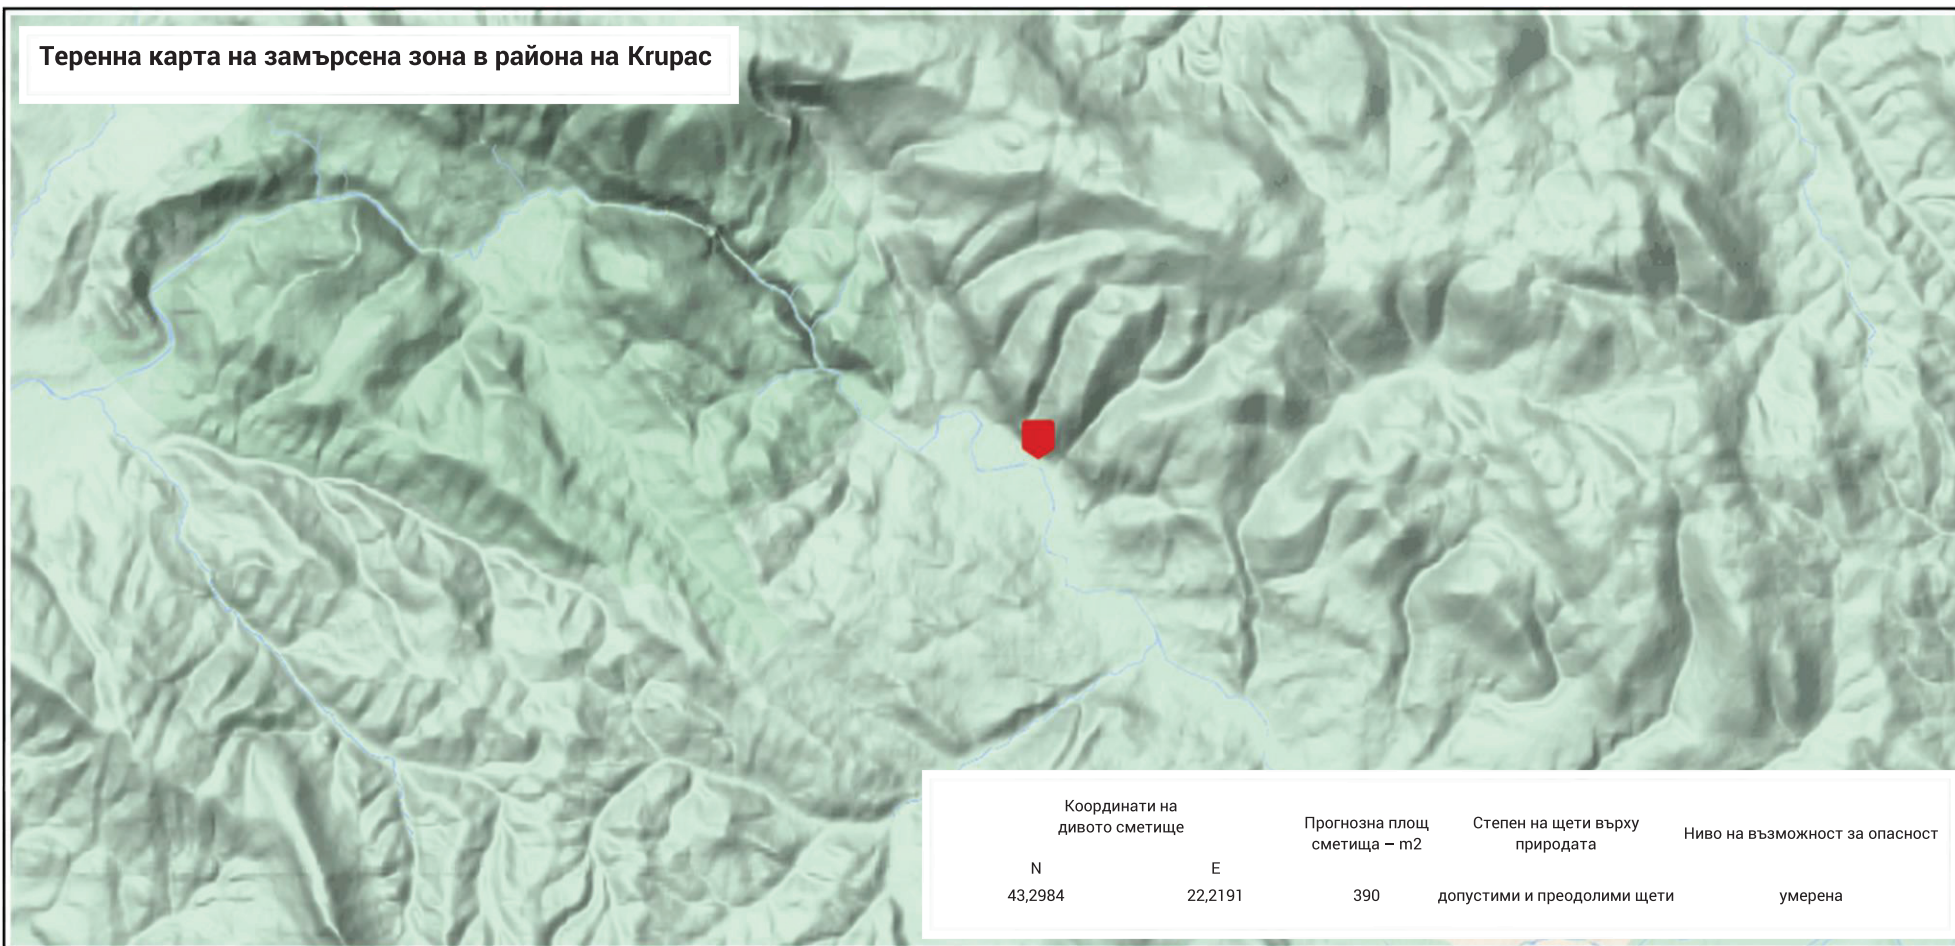 Теренна карта на замърсена зона в района на Krupac
Координати на
дивото сметище
Прогнозна площ
сметища – m2
Степен на щети върху
природата
Ниво на възможност за опасност
N E
43,2984 22,2191 390 допустими и преодолими щети умерена